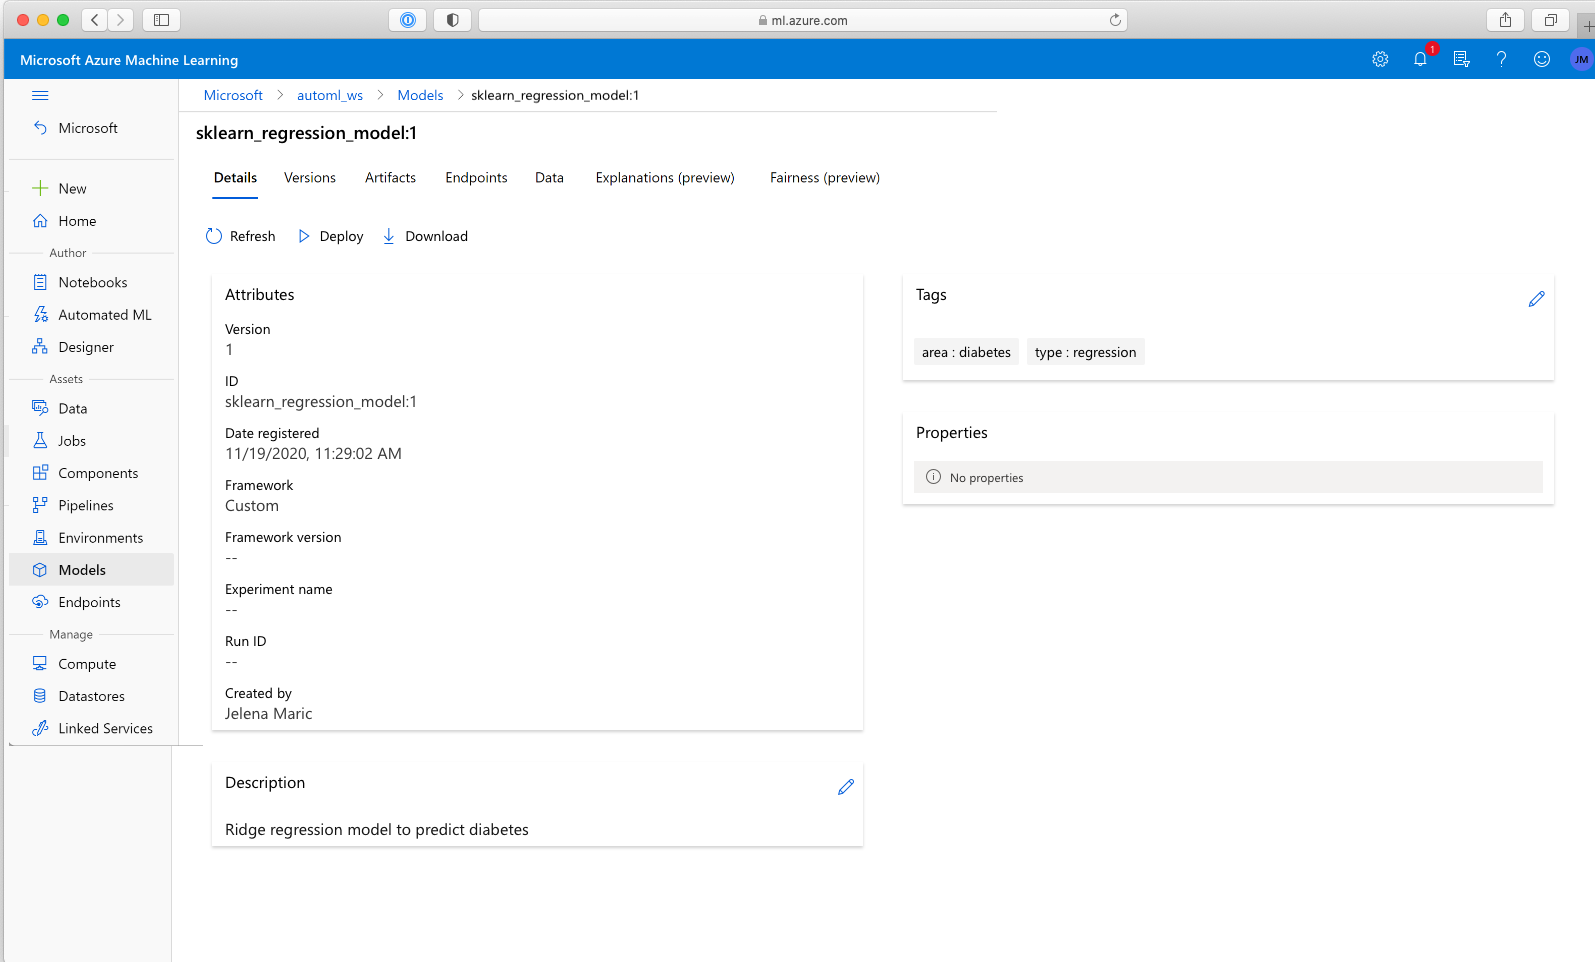 ml.azure.com
Microsoft Azure Machine Learning
1
JM
Microsoft > automl_ws > Models > sklearn_regression_model:1
Microsoft
New
Home
Author
Notebooks
Automated ML
Designer
Assets
Data
Jobs
Components
Pipelines
Environments
Models
Endpoints
Manage
Compute
Datastores
Linked Services
sklearn_regression_model:1
Details Versions Artifacts Endpoints Data Explanations (preview) Fairness (preview)
Refresh Deploy Download
Attributes
Version
1
ID
sklearn_regression_model:1
Date registered
11/19/2020, 11:29:02 AM
Framework
Custom
Framework version
--
Experiment name
--
Run ID
--
Created by
Jelena Maric
Description
Ridge regression model to predict diabetes
Tags
area : diabetes type : regression
Properties
No properties